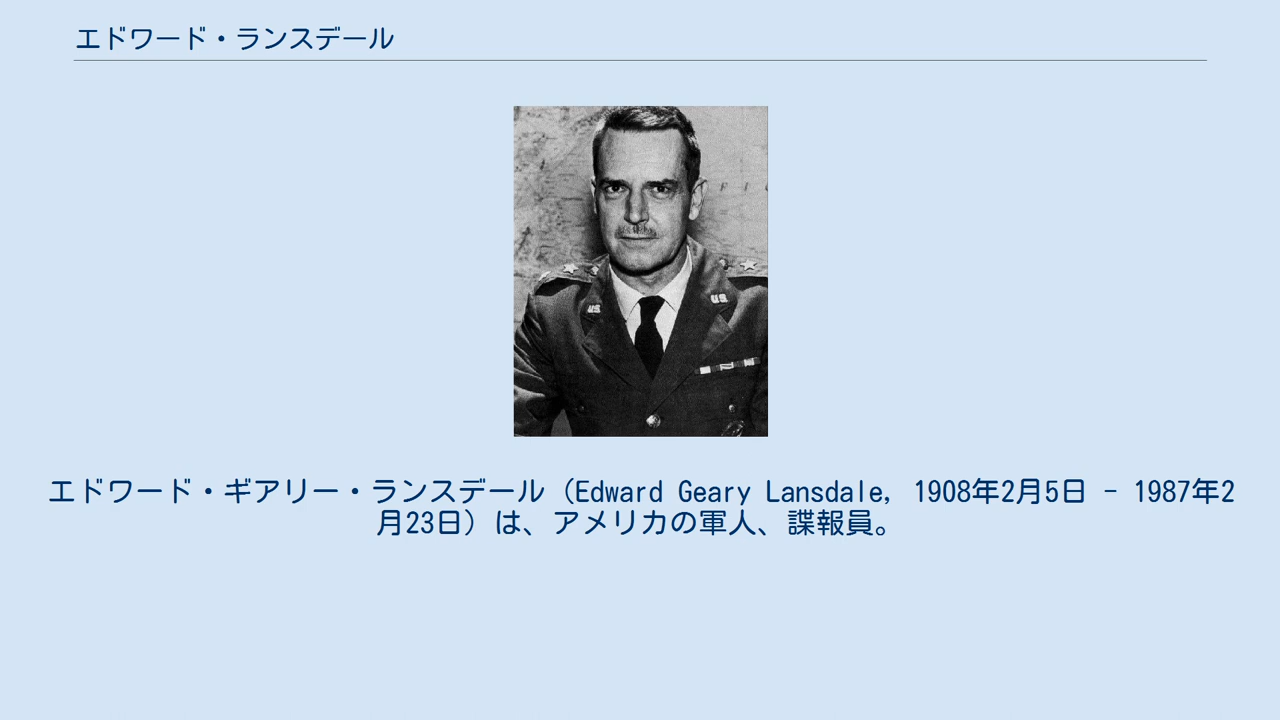 エドワード・ランスデール
F I C
US
US
エドワード・ギアリー・ランスデール（Edward Geary Lansdale, 1908年2月5日 - 1987年2
月23日）は、アメリカの軍人、諜報員。